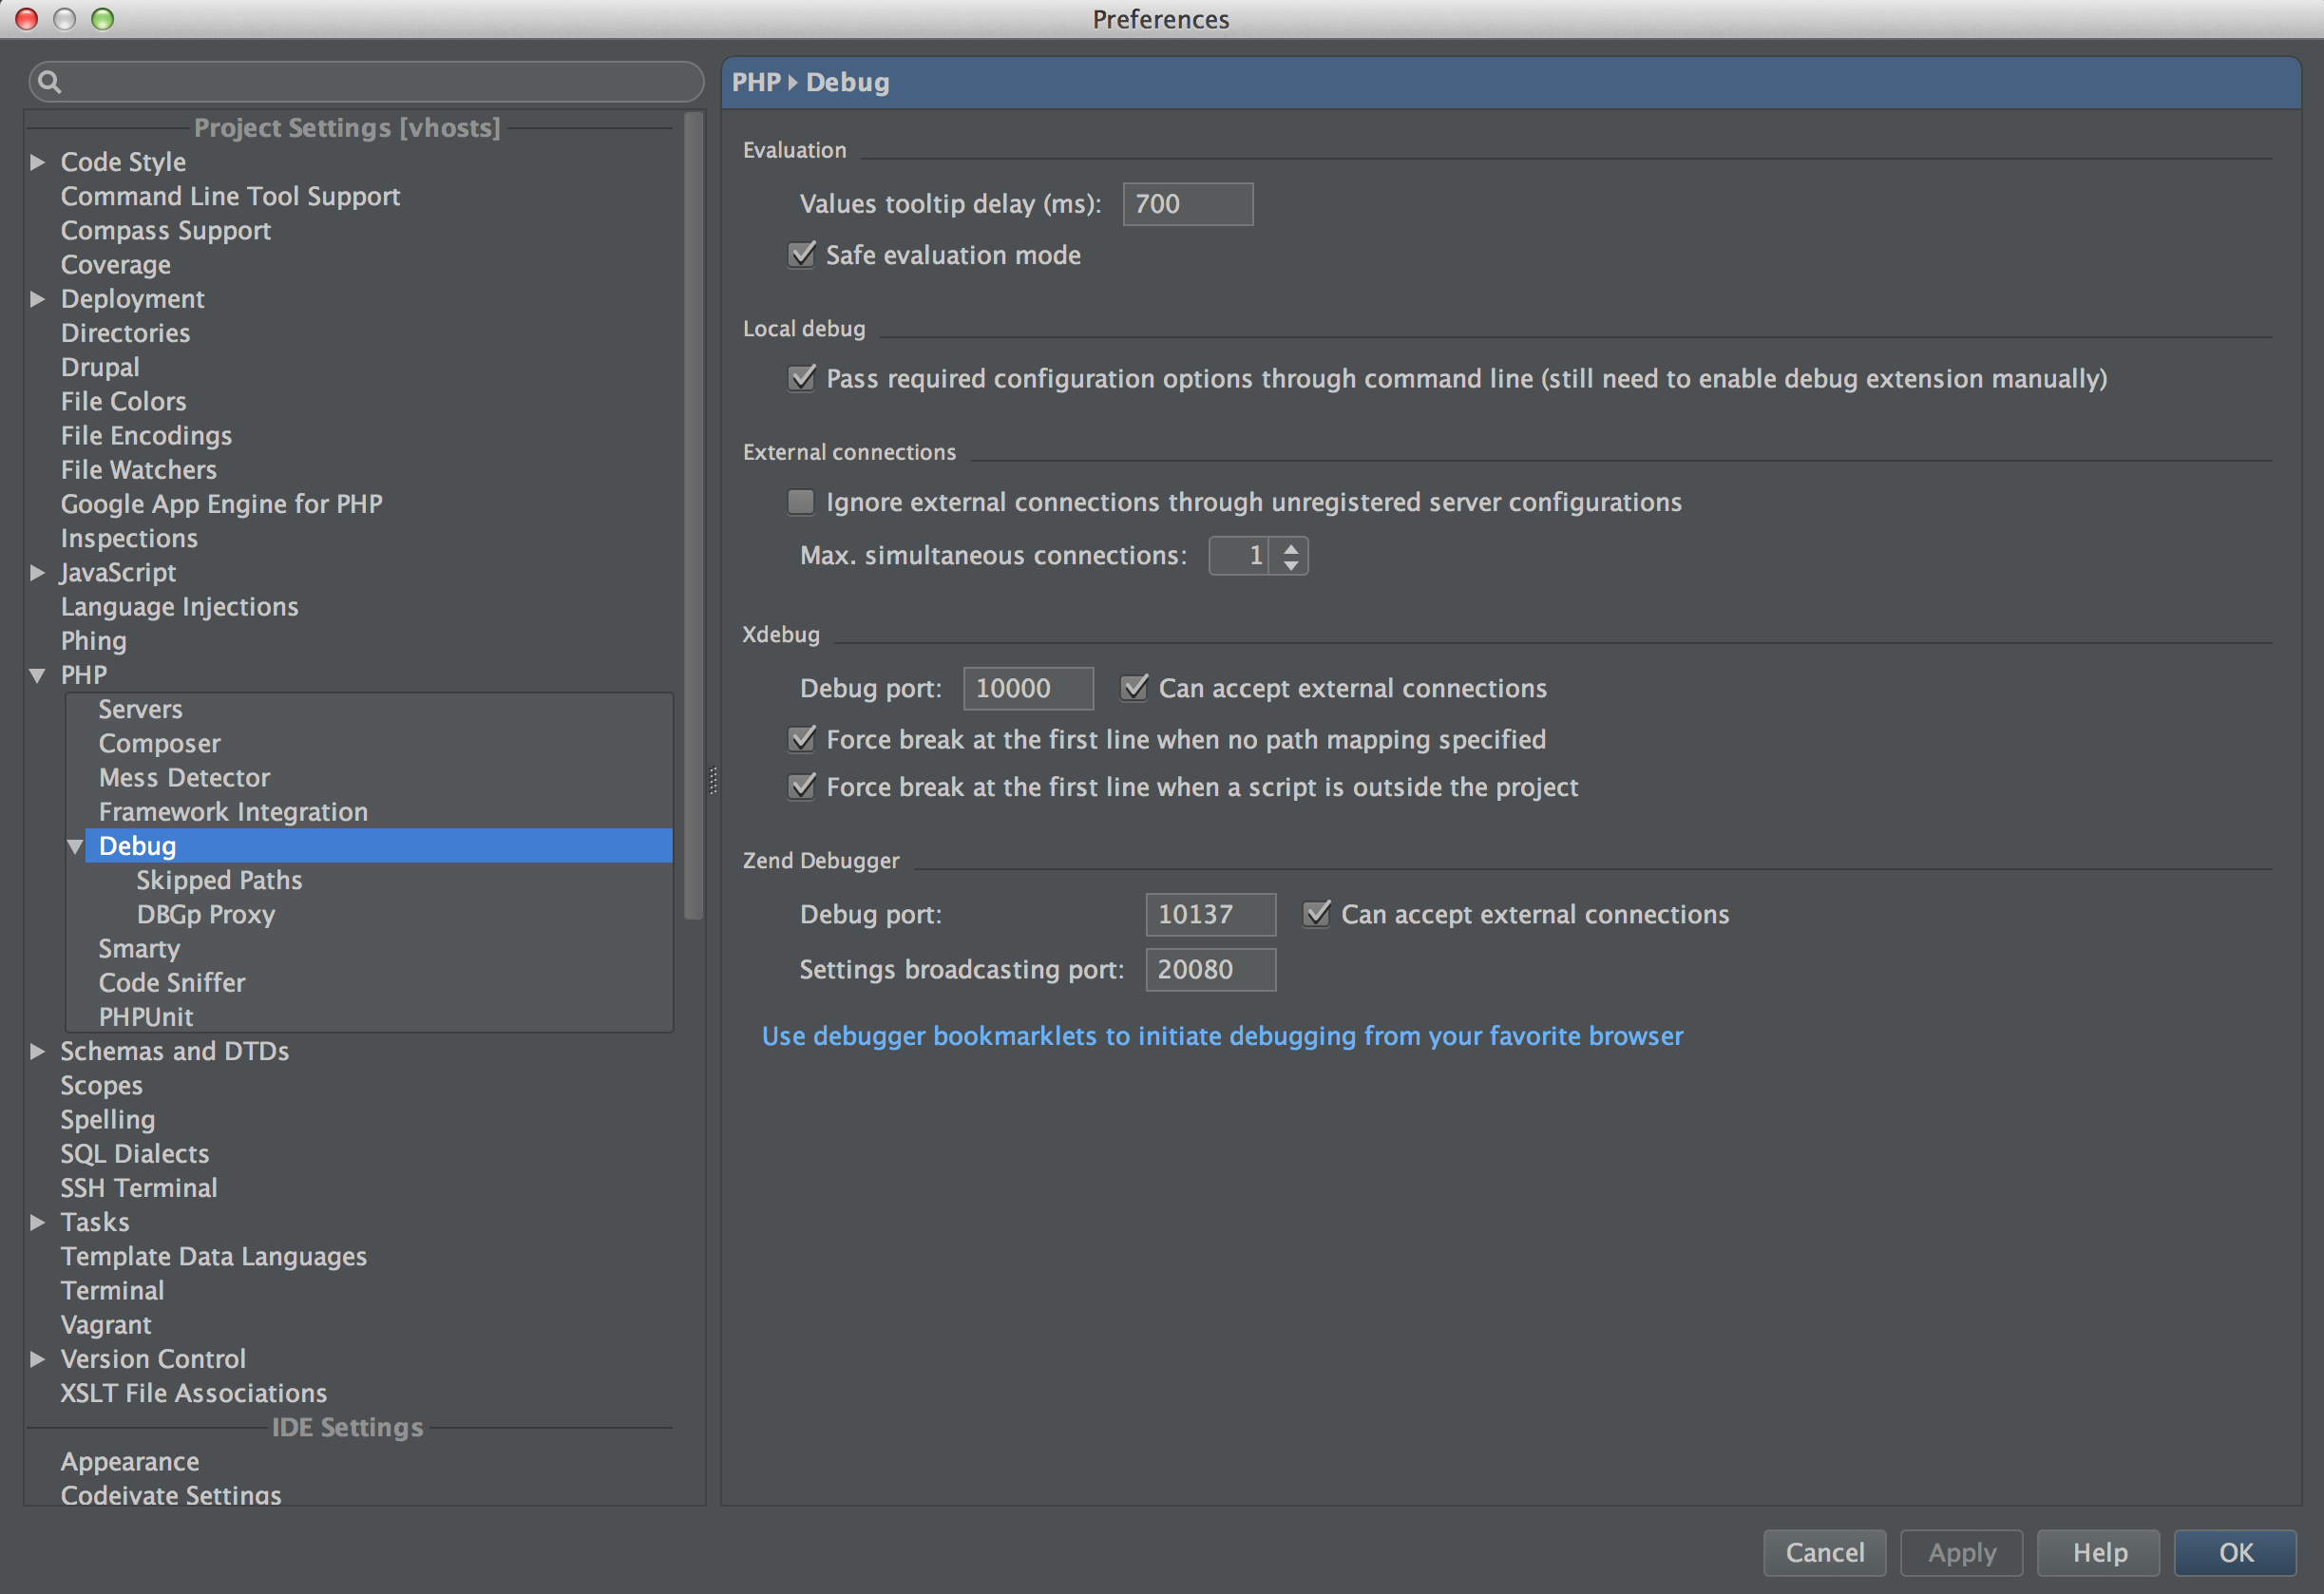 Preferences
Project Settings [vhosts]
Code Style
Command Line Tool Support
Compass Support
Coverage
Deployment
Directories
Drupal
File Colors
File Encodings
File Watchers
Google App Engine for PHP
Inspections
JavaScript
Language Injections
Phing
PHP
Servers
Composer
Mess Detector
Framework Integration
Debug
Skipped Paths
DBGp Proxy
Smarty
Code Sniffer
PHPUnit
Schemas and DTDs
Scopes
Spelling
SQL Dialects
SSH Terminal
Tasks
Template Data Languages
Terminal
Vagrant
Version Control
XSLT File Associations
IDE Settings
Appearance
Codeivate Settings
PHP Debug
Evaluation
Values tooltip delay (ms): 700
Safe evaluation mode
Local debug
Pass required configuration options through command line (still need to enable debug extension manually)
External connections
Ignore external connections through unregistered server configurations
Max. simultaneous connections: 1
Xdebug
Debug port: 10000 Can accept external connections
Force break at the first line when no path mapping specified
Force break at the first line when a script is outside the project
Zend Debugger
Debug port: 10137 Can accept external connections
Settings broadcasting port: 20080
Use debugger bookmarklets to initiate debugging from your favorite browser
Cancel Apply Help OK